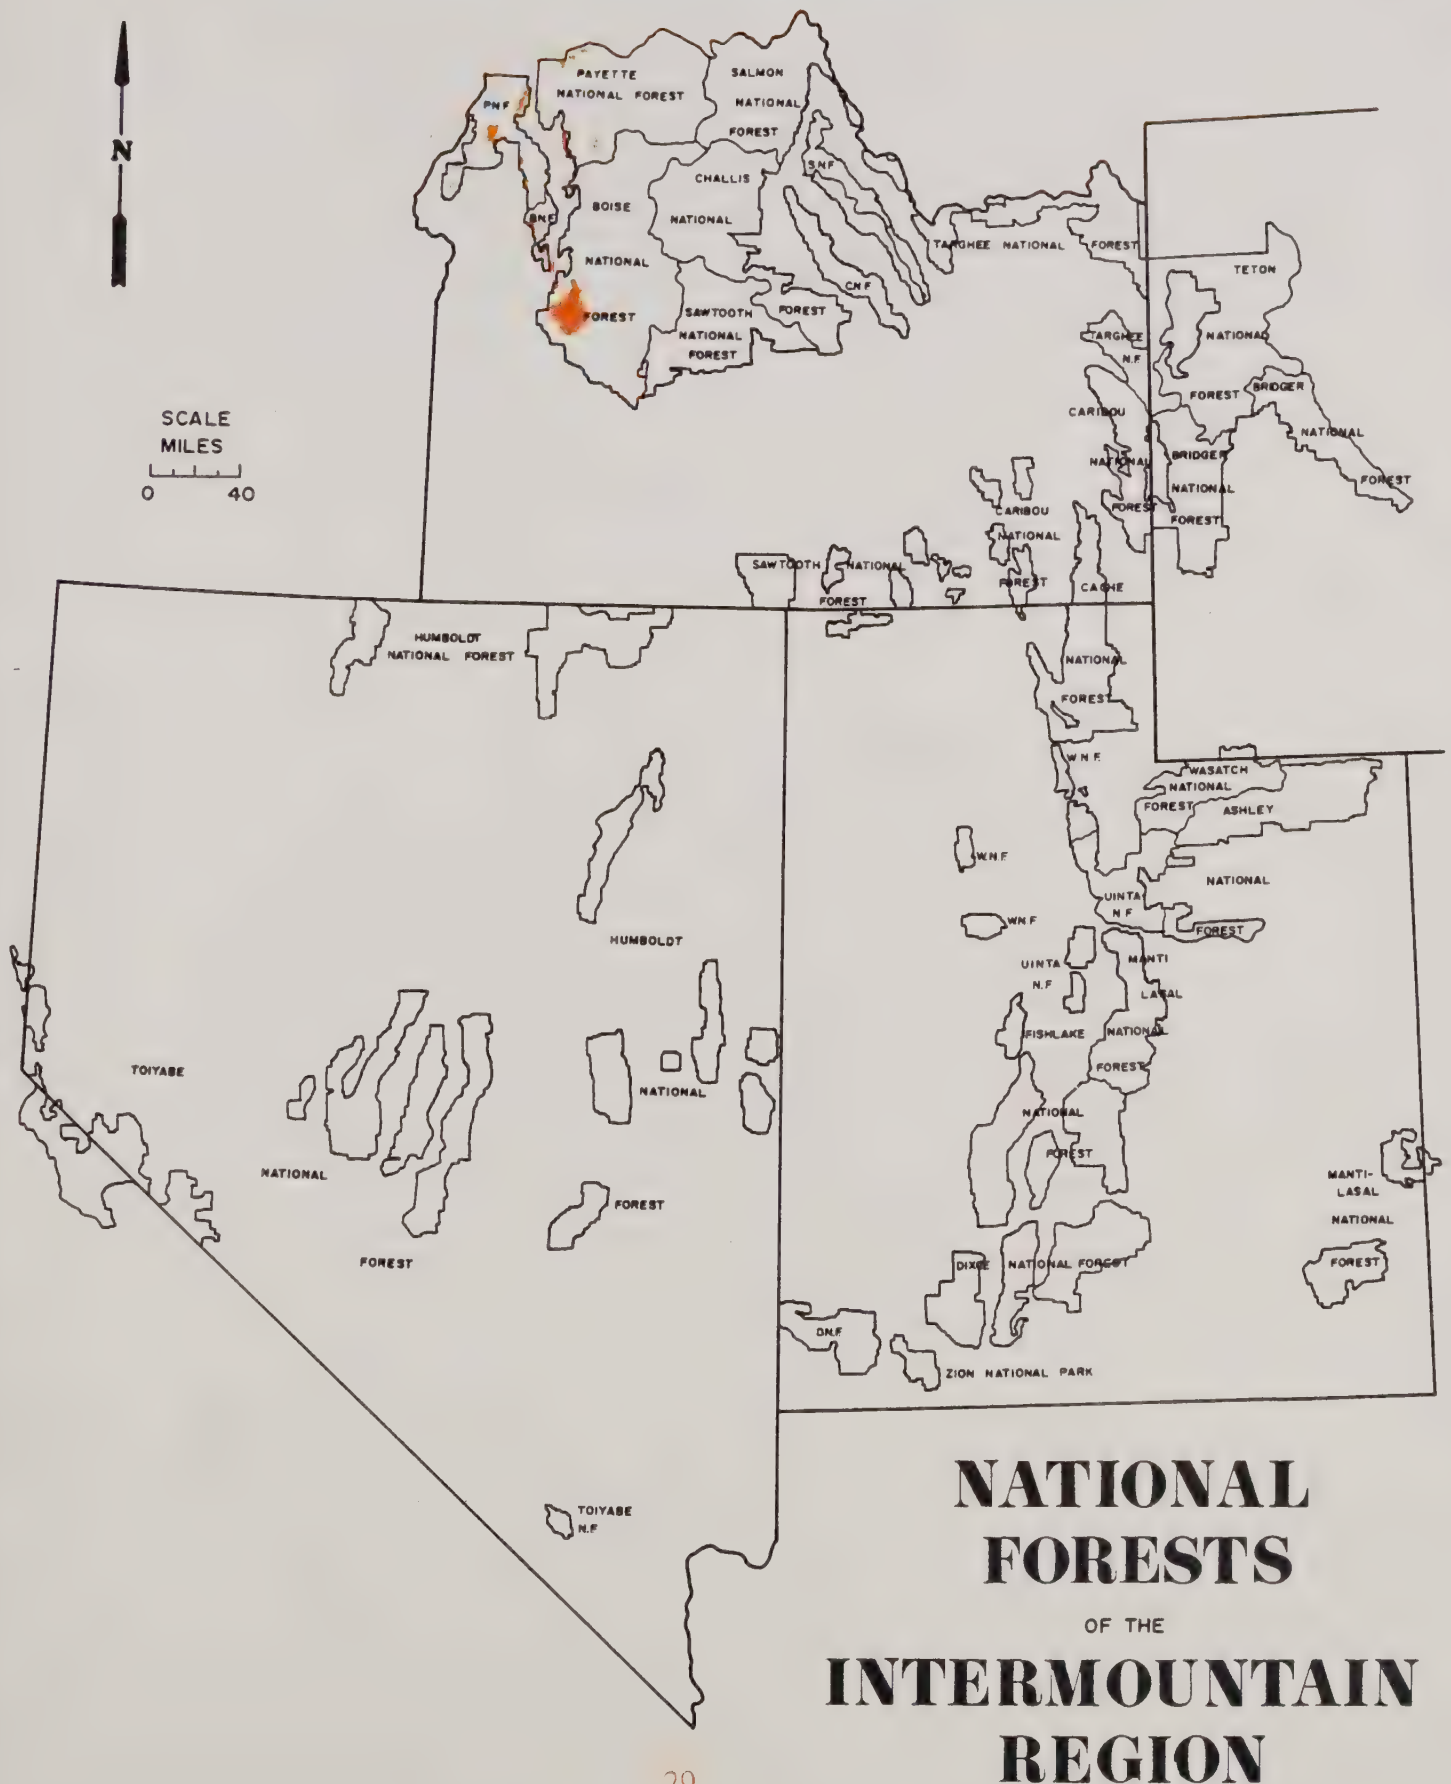 N
SCALE
MILES
0 40
PAYETTE
NATIONAL FOREST
SALMON
NATIONAL
FOREST
P.N.F
S.N.F
CHALLIS
NATIONAL
FOREST
BOISE
NATIONAL
FOREST
B.N.F.
C.N.F
SAWTOOTH
NATIONAL
FOREST
TARGHEE NATIONAL FOREST
TETON
NATIONAL
FOREST
TARGHEE
N.F.
BRIDGER
NATIONAL
FOREST
CARIBOU
NATIONAL
FOREST
BRIDGER
NATIONAL
FOREST
CARIBOU
NATIONAL
FOREST
SAWTOOTH NATIONAL
FOREST
CACHE
NATIONAL
FOREST
HUMBOLDT
NATIONAL FOREST
W.N.F.
WASATCH
NATIONAL
FOREST
ASHLEY
NATIONAL
FOREST
W.N.F
W.N.F
UINTA
N.F
UINTA
N.F
MANTI
LASAL
NATIONAL
FOREST
FISHLAKE
NATIONAL
FOREST
HUMBOLDT
NATIONAL
FOREST
TOIYABE
NATIONAL
FOREST
MANTI-
LASAL
NATIONAL
FOREST
DIXIE NATIONAL FOREST
D.N.F
ZION NATIONAL PARK
TOIYABE
N.F
NATIONAL
FORESTS
OF THE
INTERMOUNTAIN
REGION
20